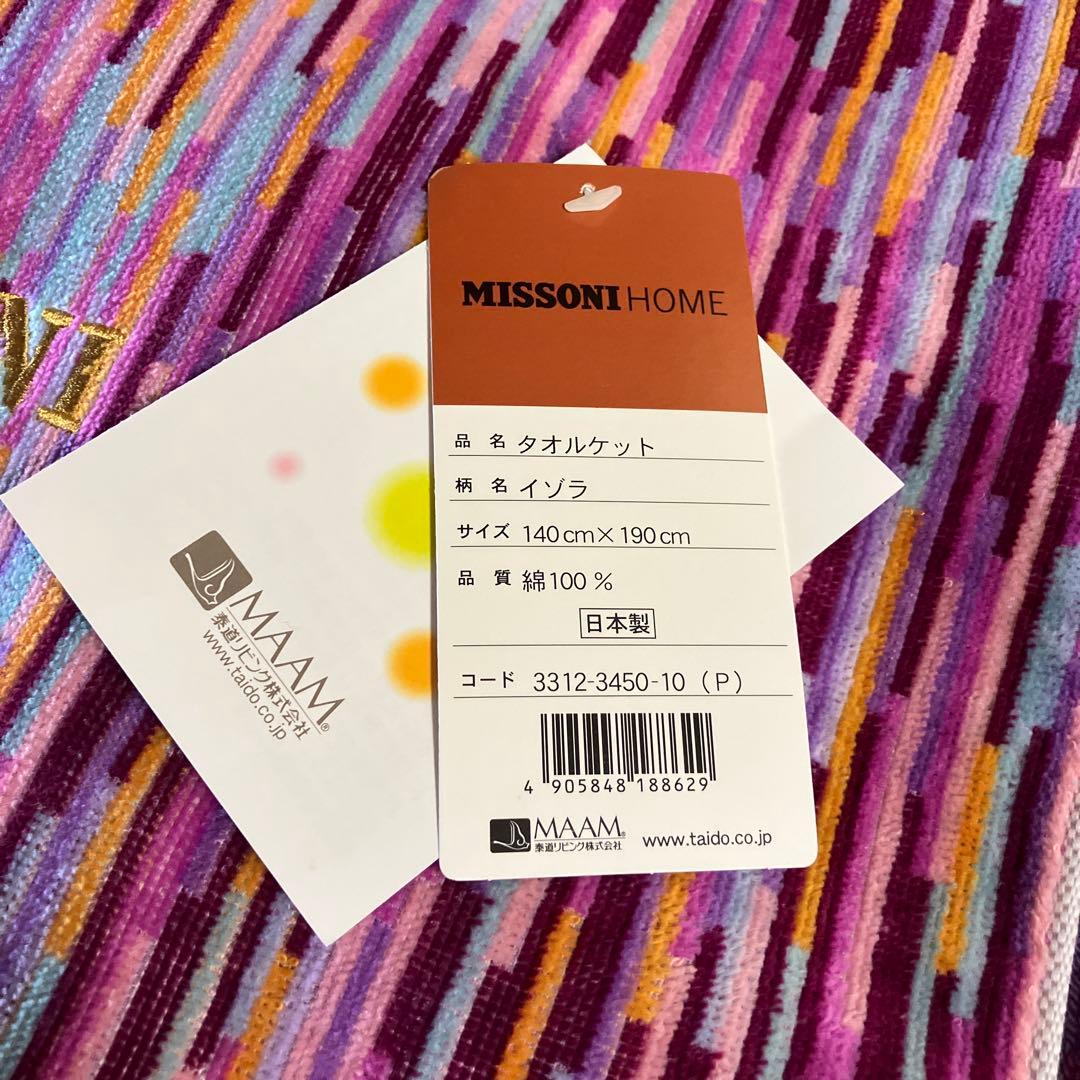 MISSONI HOME
品 名 タオルケット
柄 名 イゾラ
サイズ 140cm×190cm
品 質 綿100 %
日本製
コード 3312-3450-10 (P)
4 905848 188629
MAAM®
泰道リビング株式会社
www.taido.co.jp
MAAM®
泰道リビング株式会社
www.taido.co.jp
NI